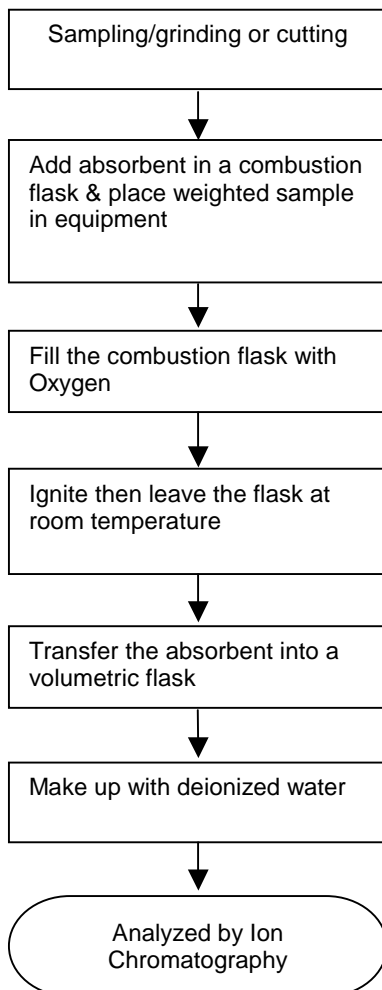 Sampling/grinding or cutting
Add absorbent in a combustion
flask & place weighted sample
in equipment
Fill the combustion flask with
Oxygen
Ignite then leave the flask at
room temperature
Transfer the absorbent into a
volumetric flask
Make up with deionized water
Analyzed by Ion
Chromatography